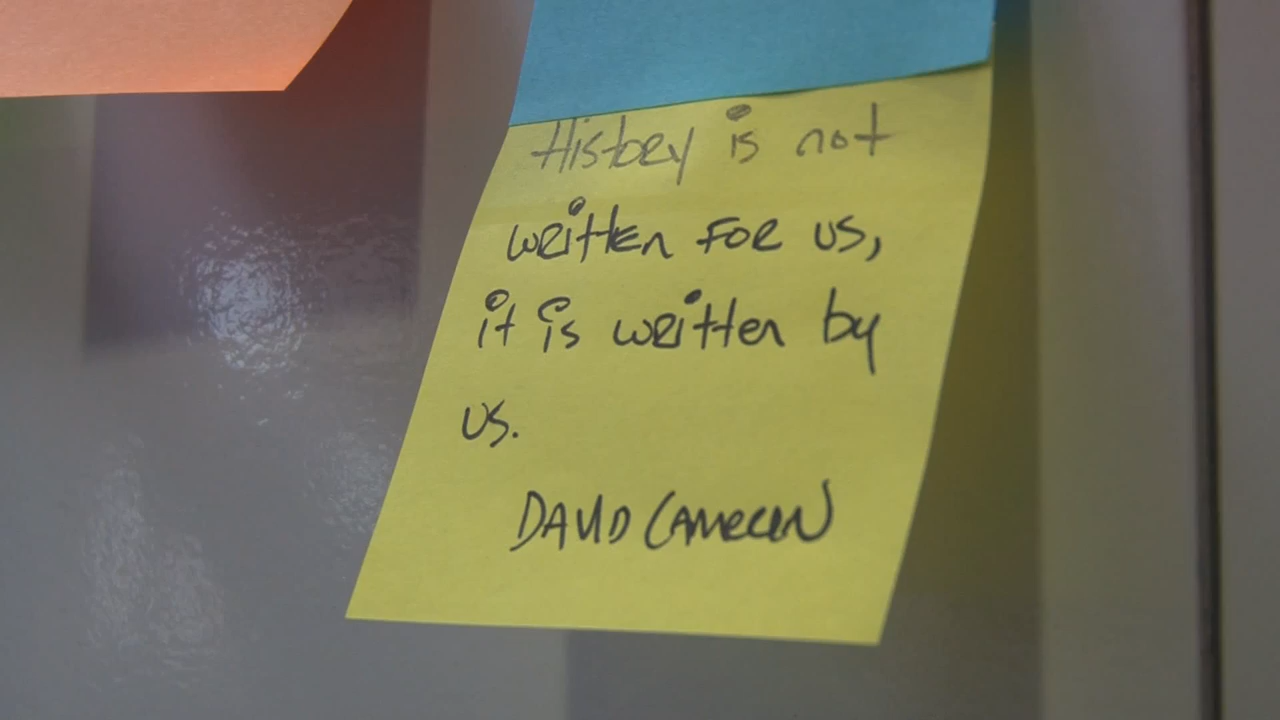 History is not
written for us,
it is written by
us.
DAVID CAMERON